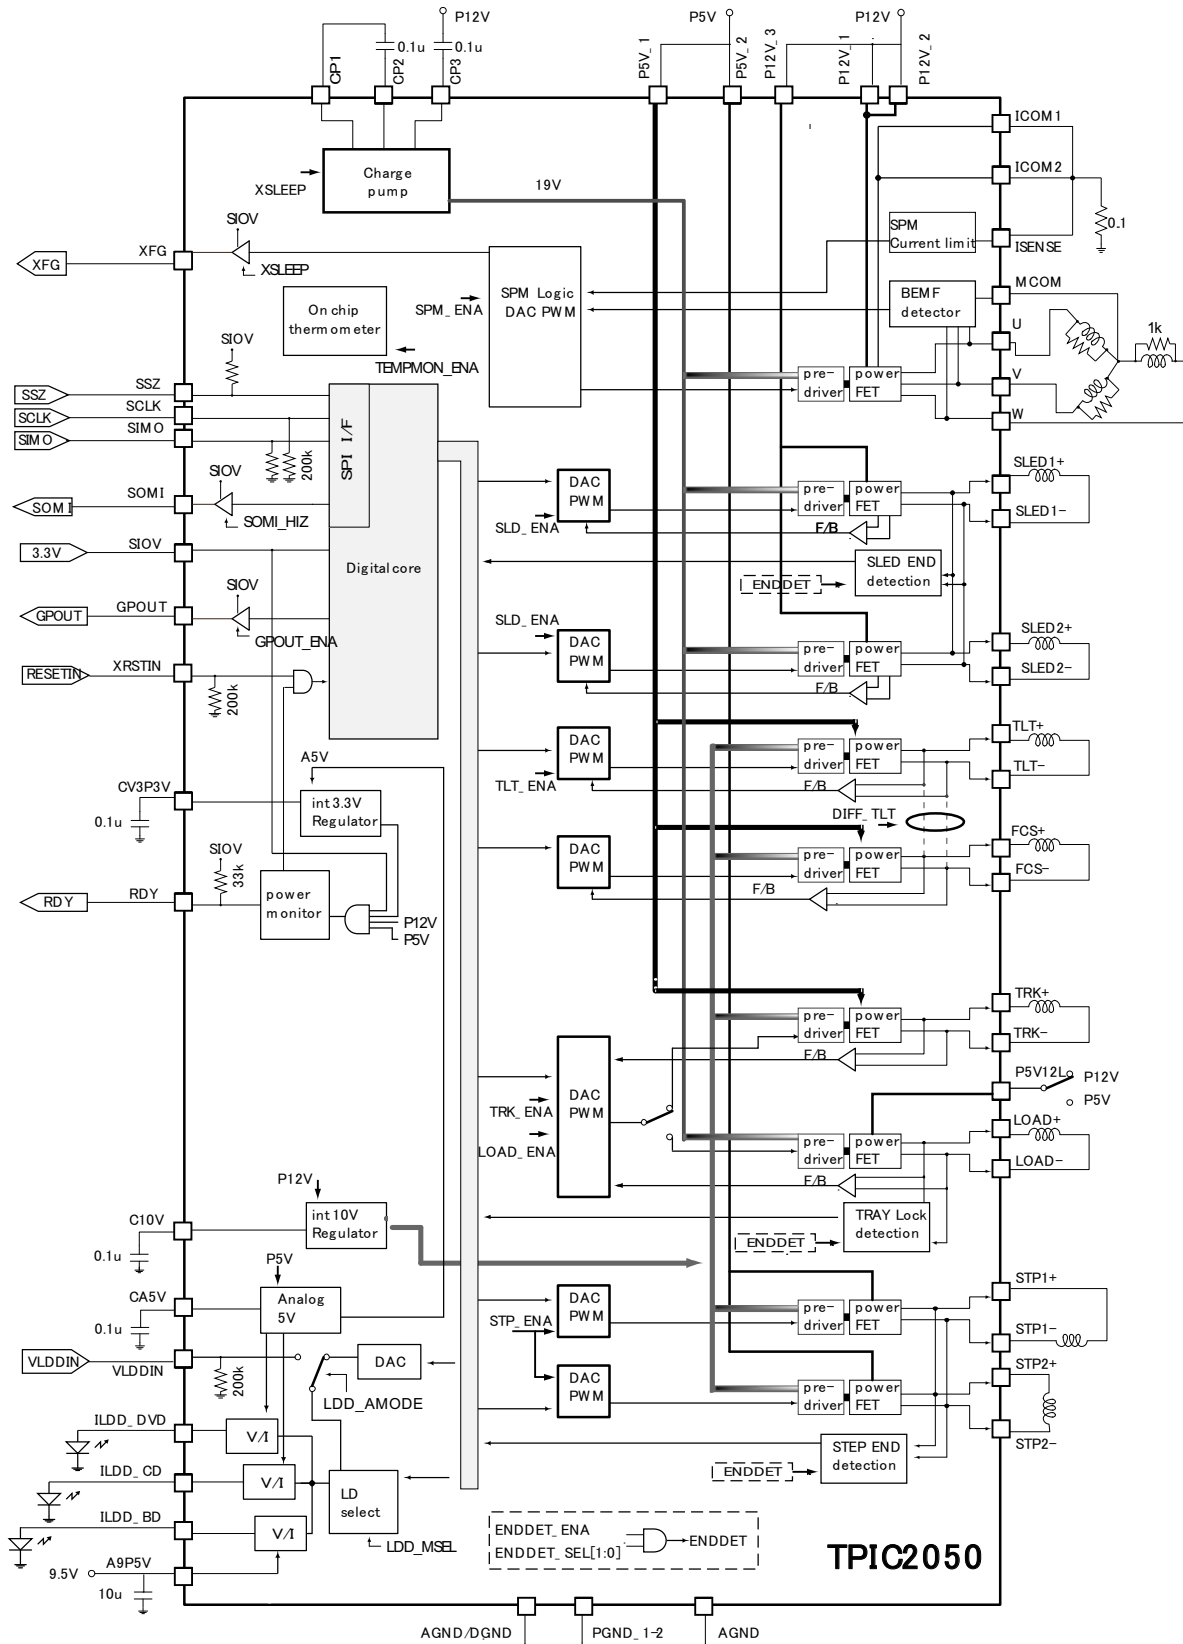 P12V
P5V
P12V
0.1u
0.1u
CP1
CP2
CP3
P5V_1
P5V_2
P12V_3
P12V_1
P12V_2
ICOM1
Charge
pump
XSLEEP
19V
ICOM2
0.1
SIOV
SPM
Current limit
ISENSE
XFG
XFG
XSLEEP
SPM Logic
DAC PWM
SPM_ENA
BEMF
detector
MCOM
On chip
thermometer
U
1k
SIOV
TEMPMON_ENA
pre-
driver
power
FET
V
SSZ
SSZ
SCLK
SCLK
W
SIMO
SIMO
200k
SPI I/F
SIOV
SOMI
SOMI
SOMI_HIZ
DAC
PWM
SLD_ENA
pre-
driver
power
FET
F/B
SLED1+
SLED1-
3.3V
SIOV
Digital core
SLED END
detection
ENDDET
SIOV
GPOUT
GPOUT
GPOUT_ENA
SLD_ENA
DAC
PWM
pre-
driver
power
FET
F/B
SLED2+
SLED2-
RESETIN
XRSTIN
200k
DAC
PWM
TLT_ENA
pre-
driver
power
FET
F/B
TLT+
TLT-
A5V
CV3P3V
0.1u
int 3.3V
Regulator
DIFF_TLT
SIOV
33k
DAC
PWM
pre-
driver
power
FET
F/B
FCS+
FCS-
RDY
RDY
power
monitor
P12V
P5V
pre-
driver
power
FET
F/B
TRK+
TRK-
DAC
PWM
TRK_ENA
LOAD_ENA
P5V12L
P12V
P5V
pre-
driver
power
FET
F/B
LOAD+
LOAD-
P12V
C10V
0.1u
int 10V
Regulator
TRAY Lock
detection
ENDDET
P5V
CA5V
0.1u
Analog
5V
DAC
PWM
STP_ENA
pre-
driver
power
FET
STP1+
STP1-
VLDDIN
VLDDIN
200k
DAC
LDD_AMODE
DAC
PWM
pre-
driver
power
FET
STP2+
STP2-
ILDD_DVD
V/I
STEP END
detection
ENDDET
ILDD_CD
V/I
LD
select
ILDD_BD
V/I
LDD_MSEL
ENDDET_ENA
ENDDET_SEL[1:0]
ENDDET
TPIC2050
9.5V
A9P5V
10u
AGND/DGND
PGND_1-2
AGND